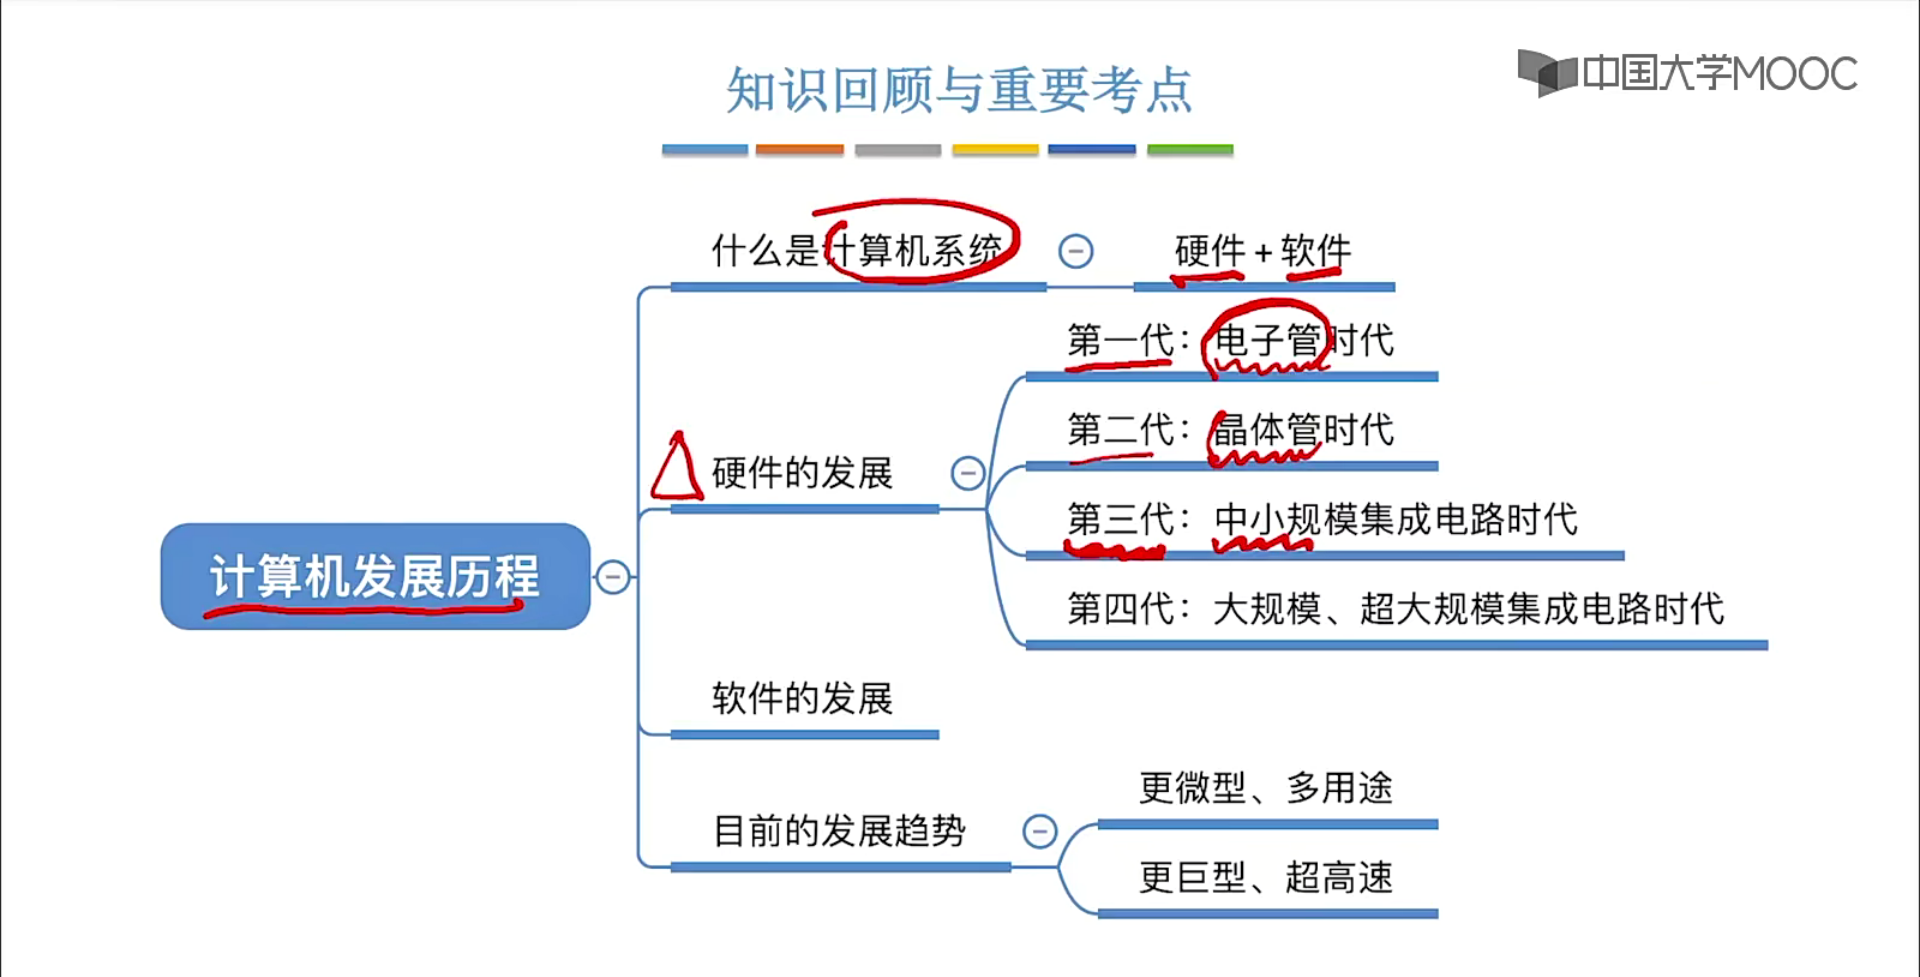 知识回顾与重要考点
中国大学MOOC
什么是计算机系统
硬件+软件
第一代：电子管时代
第二代：晶体管时代
硬件的发展
第三代：中小规模集成电路时代
计算机发展历程
第四代：大规模、超大规模集成电路时代
软件的发展
更微型、多用途
目前的发展趋势
更巨型、超高速